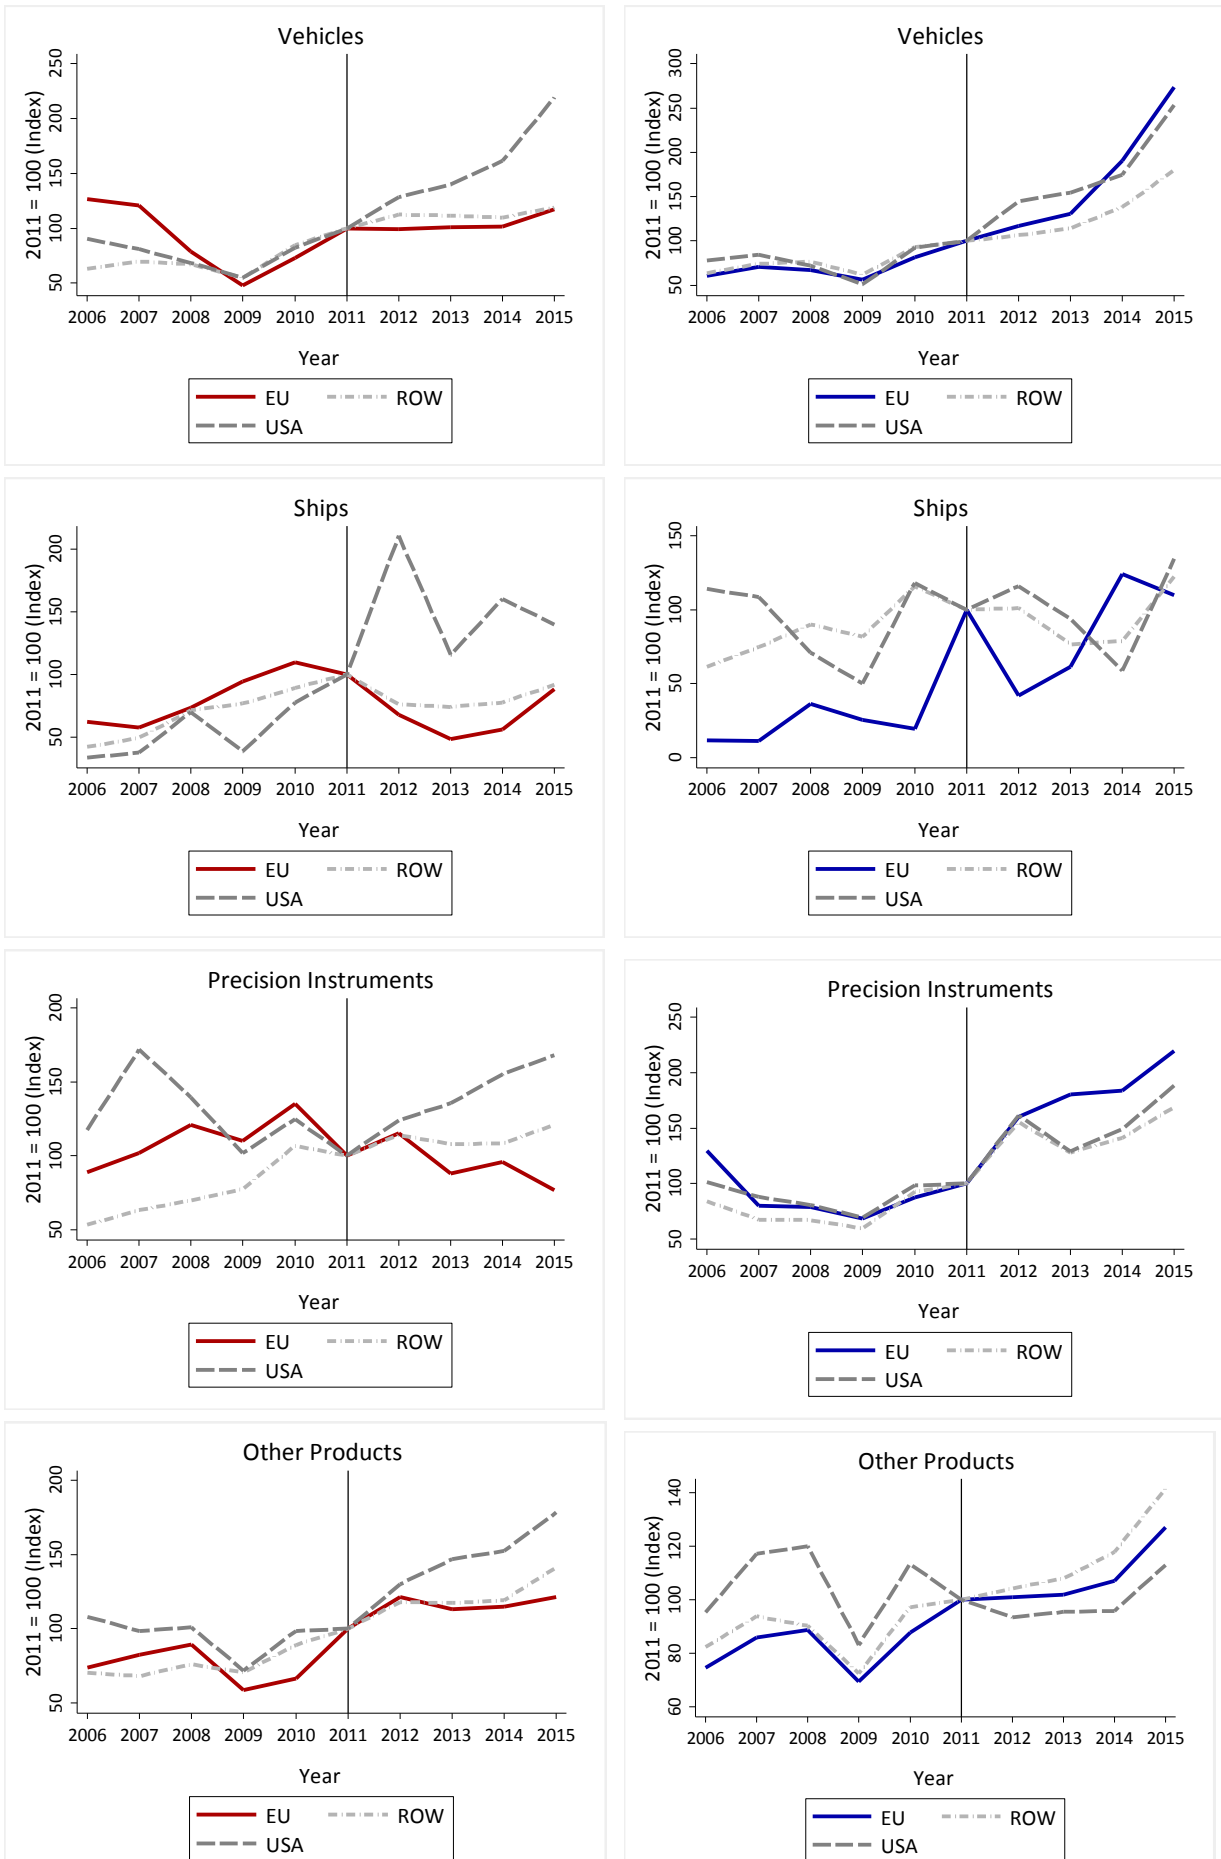 Vehicles
2011 = 100 (Index)
250
200
150
100
50
2006 2007 2008 2009 2010 2011 2012 2013 2014 2015
Year
EU ROW
USA
Vehicles
2011 = 100 (Index)
300
250
200
150
100
50
2006 2007 2008 2009 2010 2011 2012 2013 2014 2015
Year
EU ROW
USA
Ships
2011 = 100 (Index)
200
150
100
50
2006 2007 2008 2009 2010 2011 2012 2013 2014 2015
Year
EU ROW
USA
Ships
2011 = 100 (Index)
150
100
50
0
2006 2007 2008 2009 2010 2011 2012 2013 2014 2015
Year
EU ROW
USA
Precision Instruments
2011 = 100 (Index)
200
150
100
50
2006 2007 2008 2009 2010 2011 2012 2013 2014 2015
Year
EU ROW
USA
Precision Instruments
2011 = 100 (Index)
250
200
150
100
50
2006 2007 2008 2009 2010 2011 2012 2013 2014 2015
Year
EU ROW
USA
Other Products
2011 = 100 (Index)
200
150
100
50
2006 2007 2008 2009 2010 2011 2012 2013 2014 2015
Year
EU ROW
USA
Other Products
2011 = 100 (Index)
140
120
100
80
60
2006 2007 2008 2009 2010 2011 2012 2013 2014 2015
Year
EU ROW
USA